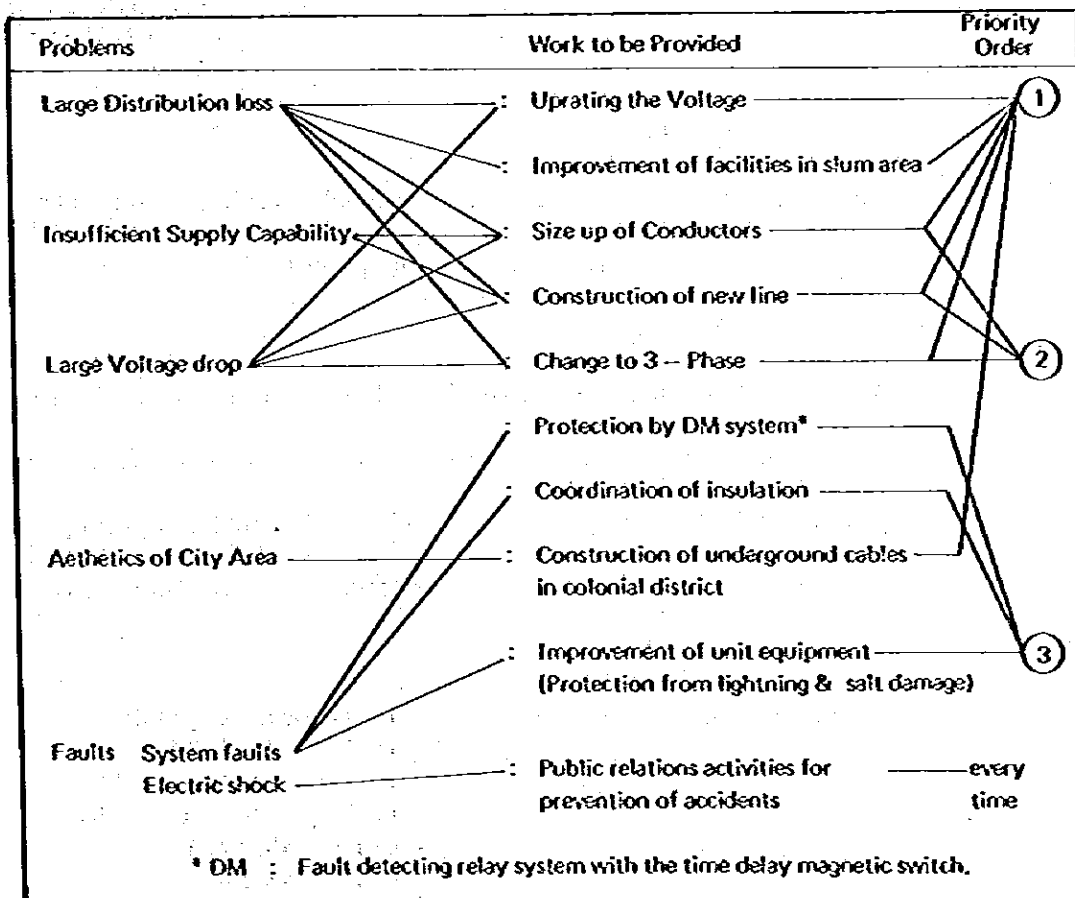 Problems Work to be Provided Priority
Order
Large Distribution loss : Uprating the Voltage 1
: Improvement of facilities in slum area
Insufficient Supply Capability : Size up of Conductors
: Construction of new line
Large Voltage drop : Change to 3 – Phase 2
: Protection by DM system*
: Coordination of insulation
Aethetics of City Area : Construction of underground cables
in colonial district
: Improvement of unit equipment 3
(Protection from lightning & salt damage)
Faults System faults
Electric shock : Public relations activities for every
prevention of accidents time
* DM : Fault detecting relay system with the time delay magnetic switch.